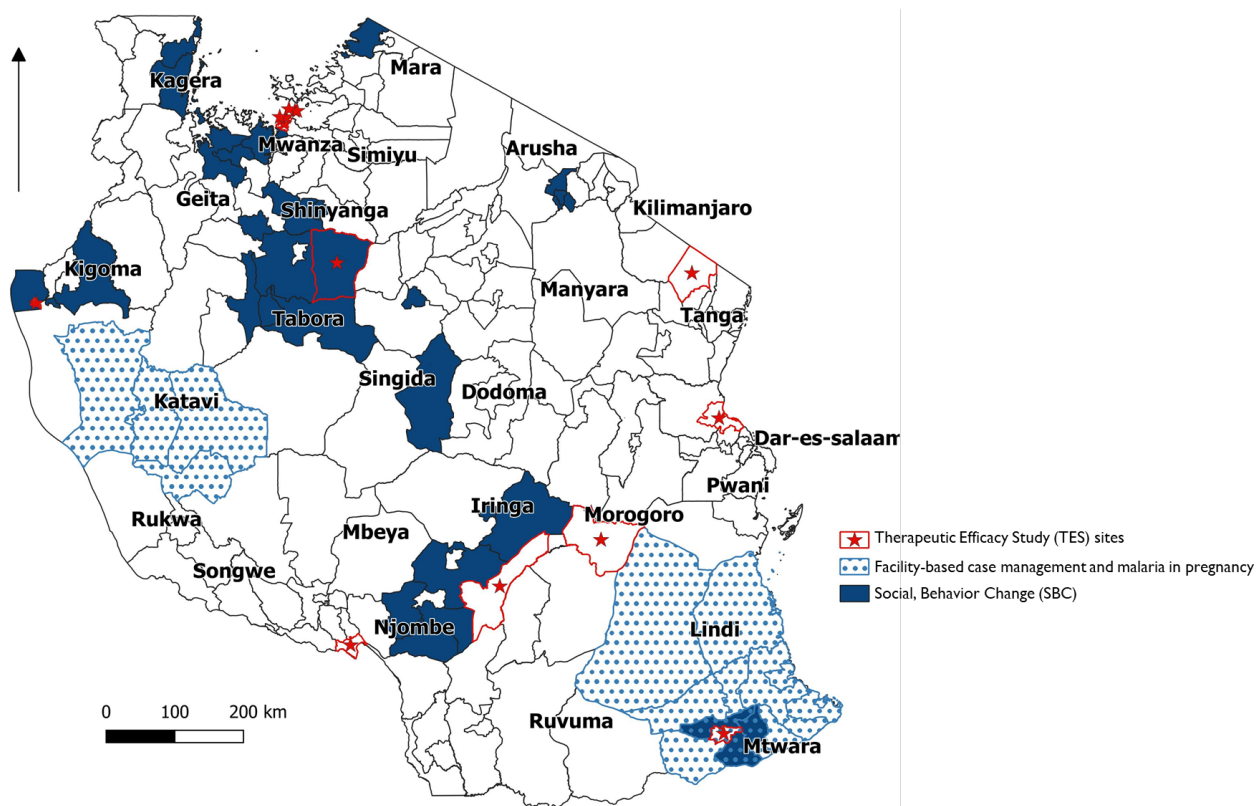 Mara
Kagera
Mwanza
Simiyu
Arusha
Geita
Shinyanga
Kilimanjaro
Kigoma
Manyara
Tabora
Tanga
Singida
Dodoma
Katavi
Dar-es-salaam
Pwani
Iringa
Morogoro
Rukwa
Mbeya
Songwe
Njombe
Lindi
Ruvuma
Mtwara
0 100 200 km
Therapeutic Efficacy Study (TES) sites
Facility-based case management and malaria in pregnancy
Social, Behavior Change (SBC)